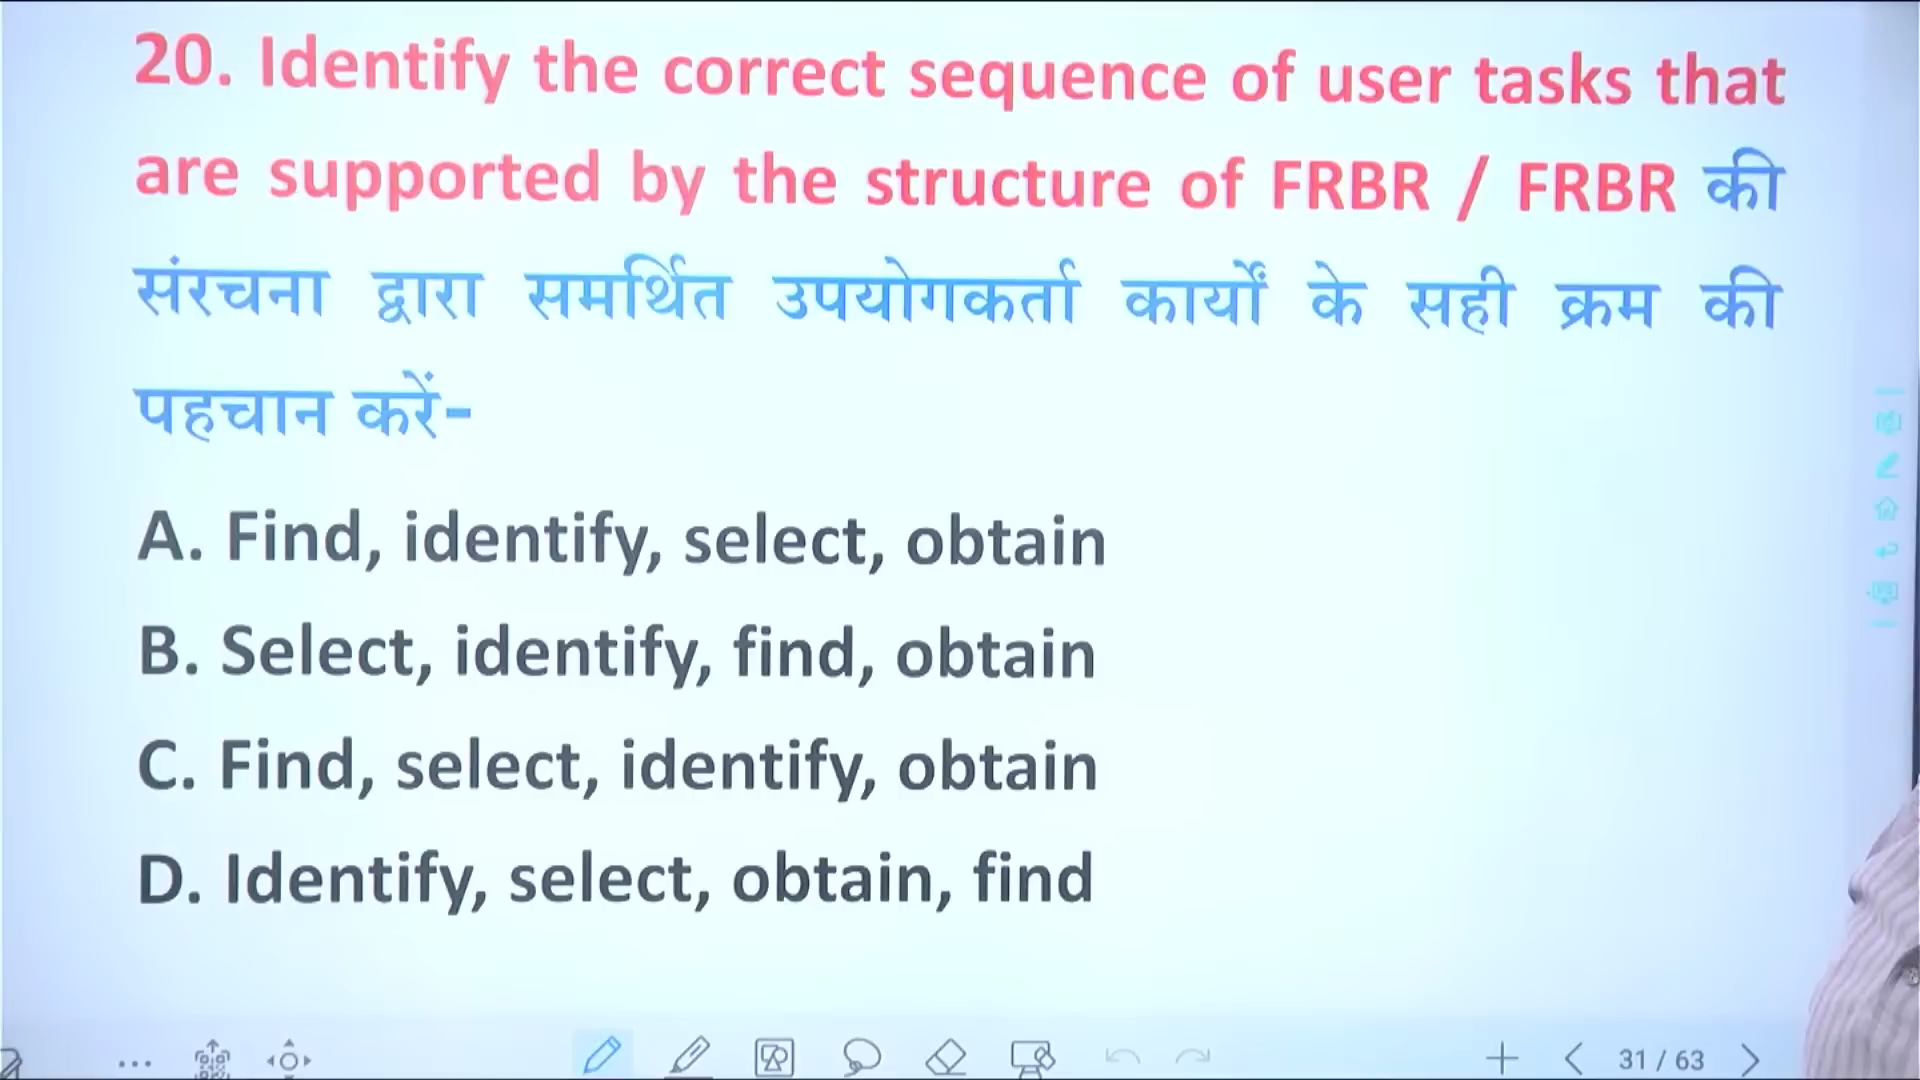 20. Identify the correct sequence of user tasks that
are supported by the structure of FRBR / FRBR की
संरचना द्वारा समर्थित उपयोगकर्ता कार्यों के सही क्रम की
पहचान करें-
A. Find, identify, select, obtain
B. Select, identify, find, obtain
C. Find, select, identify, obtain
D. Identify, select, obtain, find
31 / 63